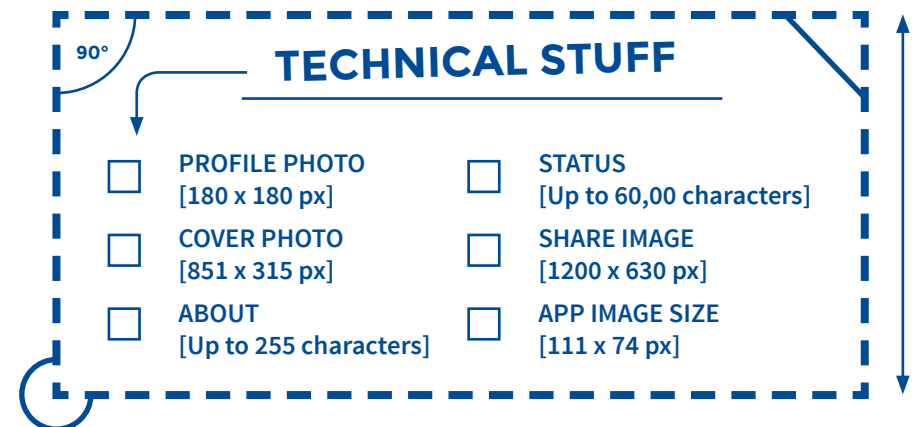 90°
TECHNICAL STUFF
PROFILE PHOTO
[180 x 180 px]
COVER PHOTO
[851 x 315 px]
ABOUT
[Up to 255 characters]
STATUS
[Up to 60,00 characters]
SHARE IMAGE
[1200 x 630 px]
APP IMAGE SIZE
[111 x 74 px]